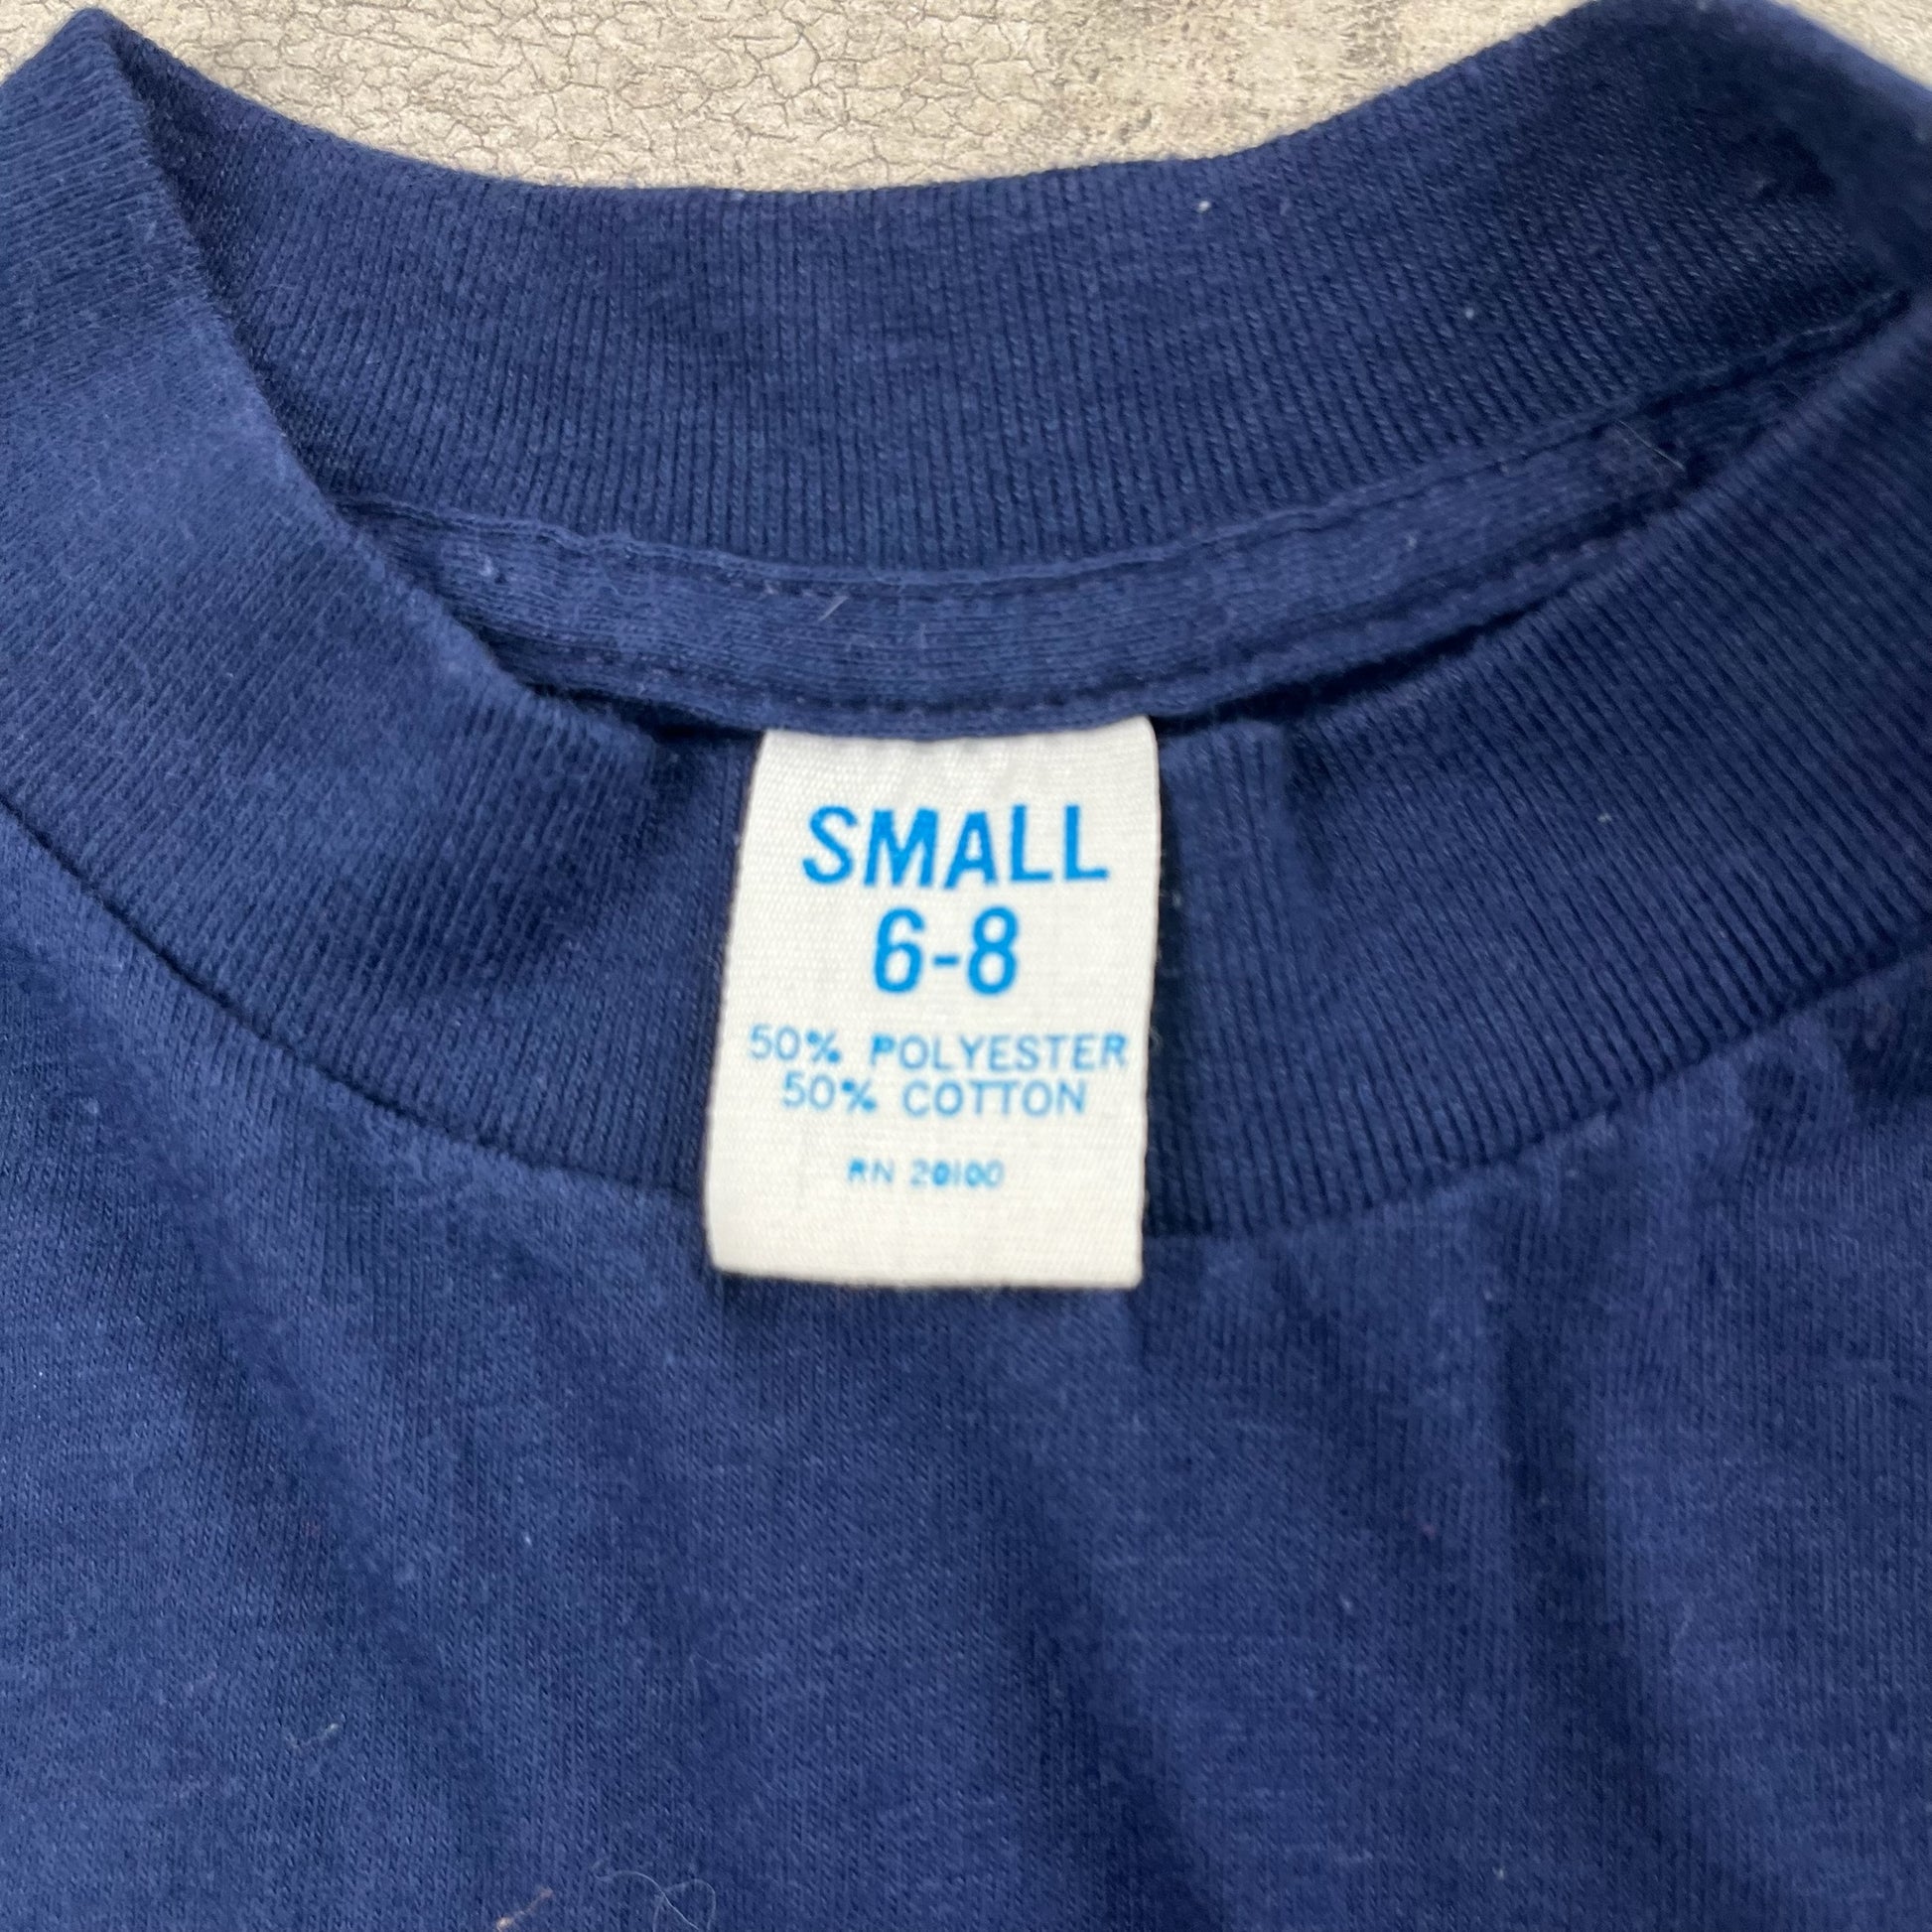 SMALL
6-8
50% POLYESTER
50% COTTON
RN 20100